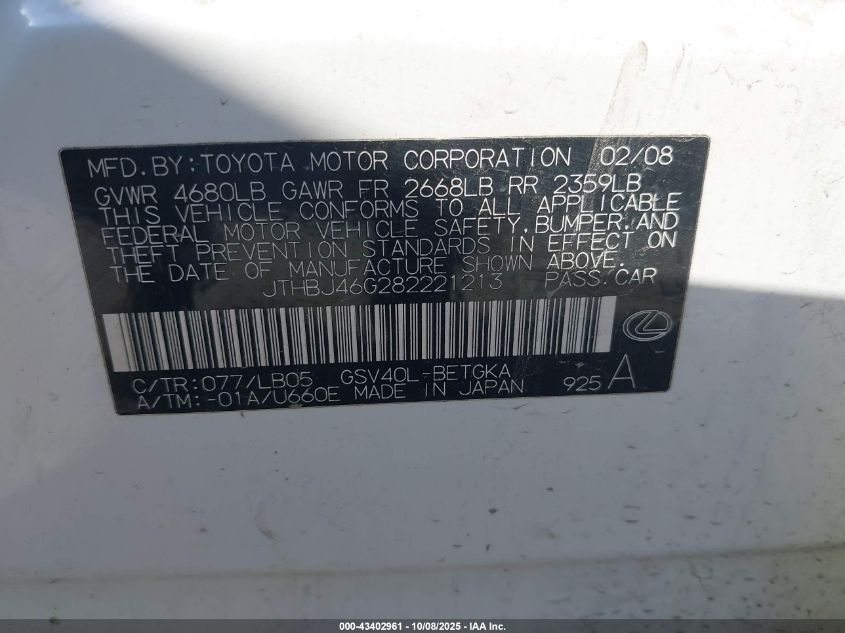 MFD.BY:TOYOTA MOTOR CORPORATION 02/08
GVWR 4680LB GAWR FR 2668LB RR 2359LB
THIS VEHICLE CONFORMS TO ALL APPLICABLE
FEDERAL MOTOR VEHICLE SAFETY,BUMPER,AND
THEFT PREVENTION STANDARDS IN EFFECT ON
THE DATE OF MANUFACTURE SHOWN ABOVE.
JTHBJ46G282221213 PASS.CAR
C/TR:077/LB05 GSV40L-BETGKA
A/TM:-01A/U660E MADE IN JAPAN 925 A
000-43402961 - 10/08/2025 - IAA Inc.